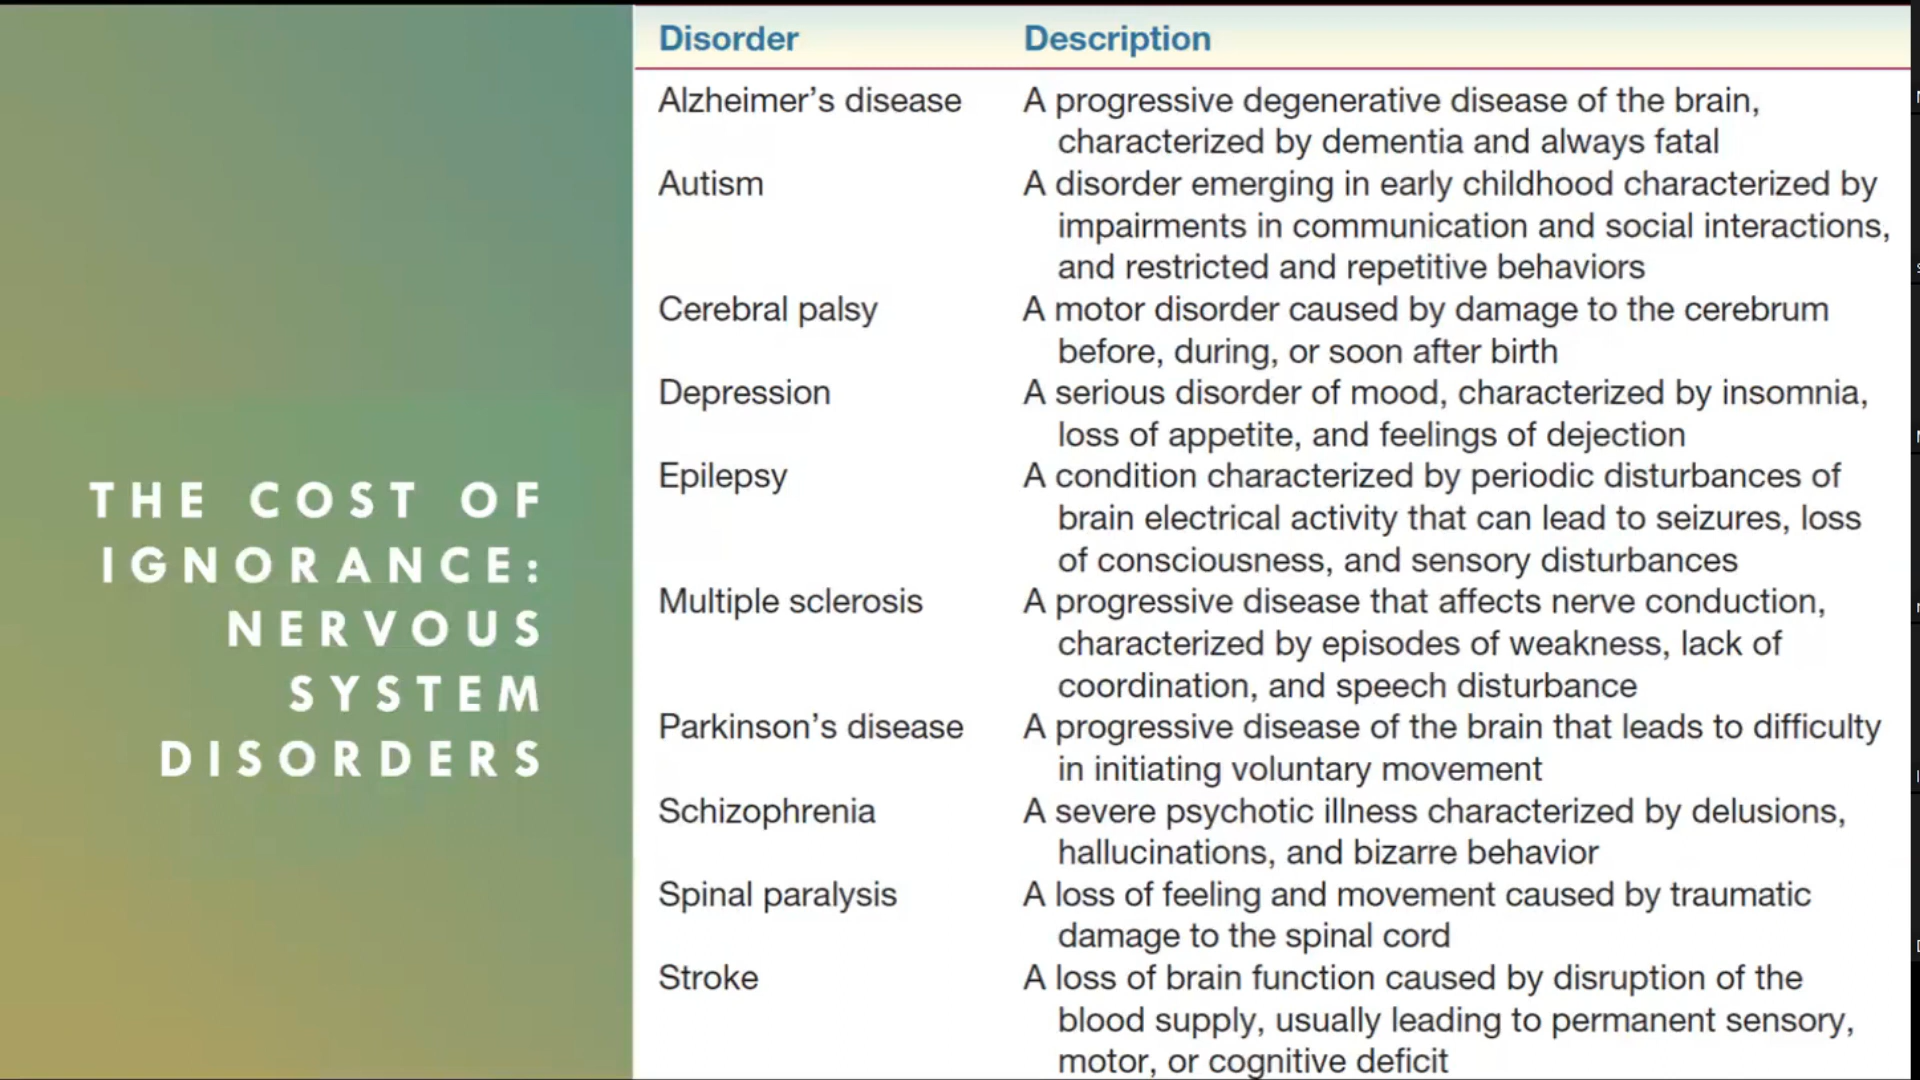 THE COST OF
IGNORANCE:
NERVOUS
SYSTEM
DISORDERS
Disorder Description
Alzheimer’s disease A progressive degenerative disease of the brain,
characterized by dementia and always fatal
Autism A disorder emerging in early childhood characterized by
impairments in communication and social interactions,
and restricted and repetitive behaviors
Cerebral palsy A motor disorder caused by damage to the cerebrum
before, during, or soon after birth
Depression A serious disorder of mood, characterized by insomnia,
loss of appetite, and feelings of dejection
Epilepsy A condition characterized by periodic disturbances of
brain electrical activity that can lead to seizures, loss
of consciousness, and sensory disturbances
Multiple sclerosis A progressive disease that affects nerve conduction,
characterized by episodes of weakness, lack of
coordination, and speech disturbance
Parkinson’s disease A progressive disease of the brain that leads to difficulty
in initiating voluntary movement
Schizophrenia A severe psychotic illness characterized by delusions,
hallucinations, and bizarre behavior
Spinal paralysis A loss of feeling and movement caused by traumatic
damage to the spinal cord
Stroke A loss of brain function caused by disruption of the
blood supply, usually leading to permanent sensory,
motor, or cognitive deficit